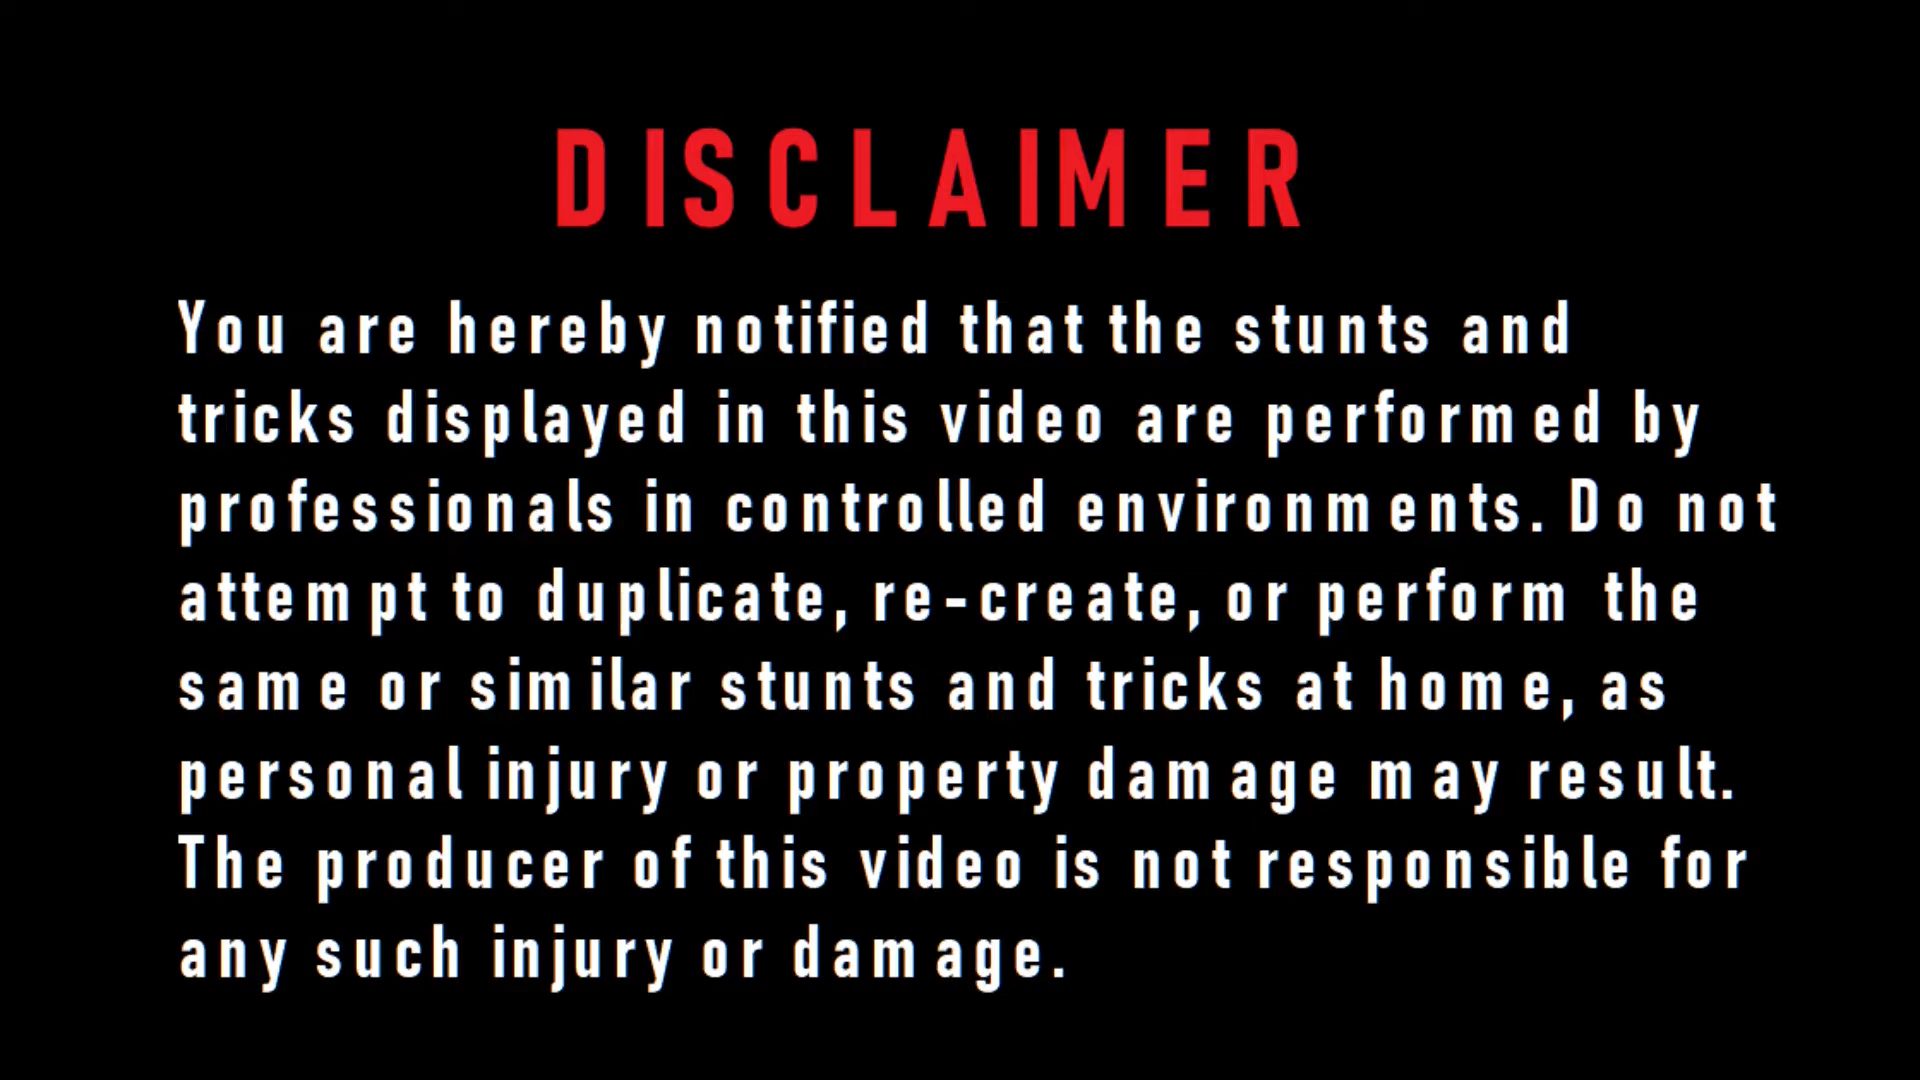 DISCLAIMER
You are hereby notified that the stunts and
tricks displayed in this video are performed by
professionals in controlled environments. Do not
attempt to duplicate, re-create, or perform the
same or similar stunts and tricks at home, as
personal injury or property damage may result.
The producer of this video is not responsible for
any such injury or damage.